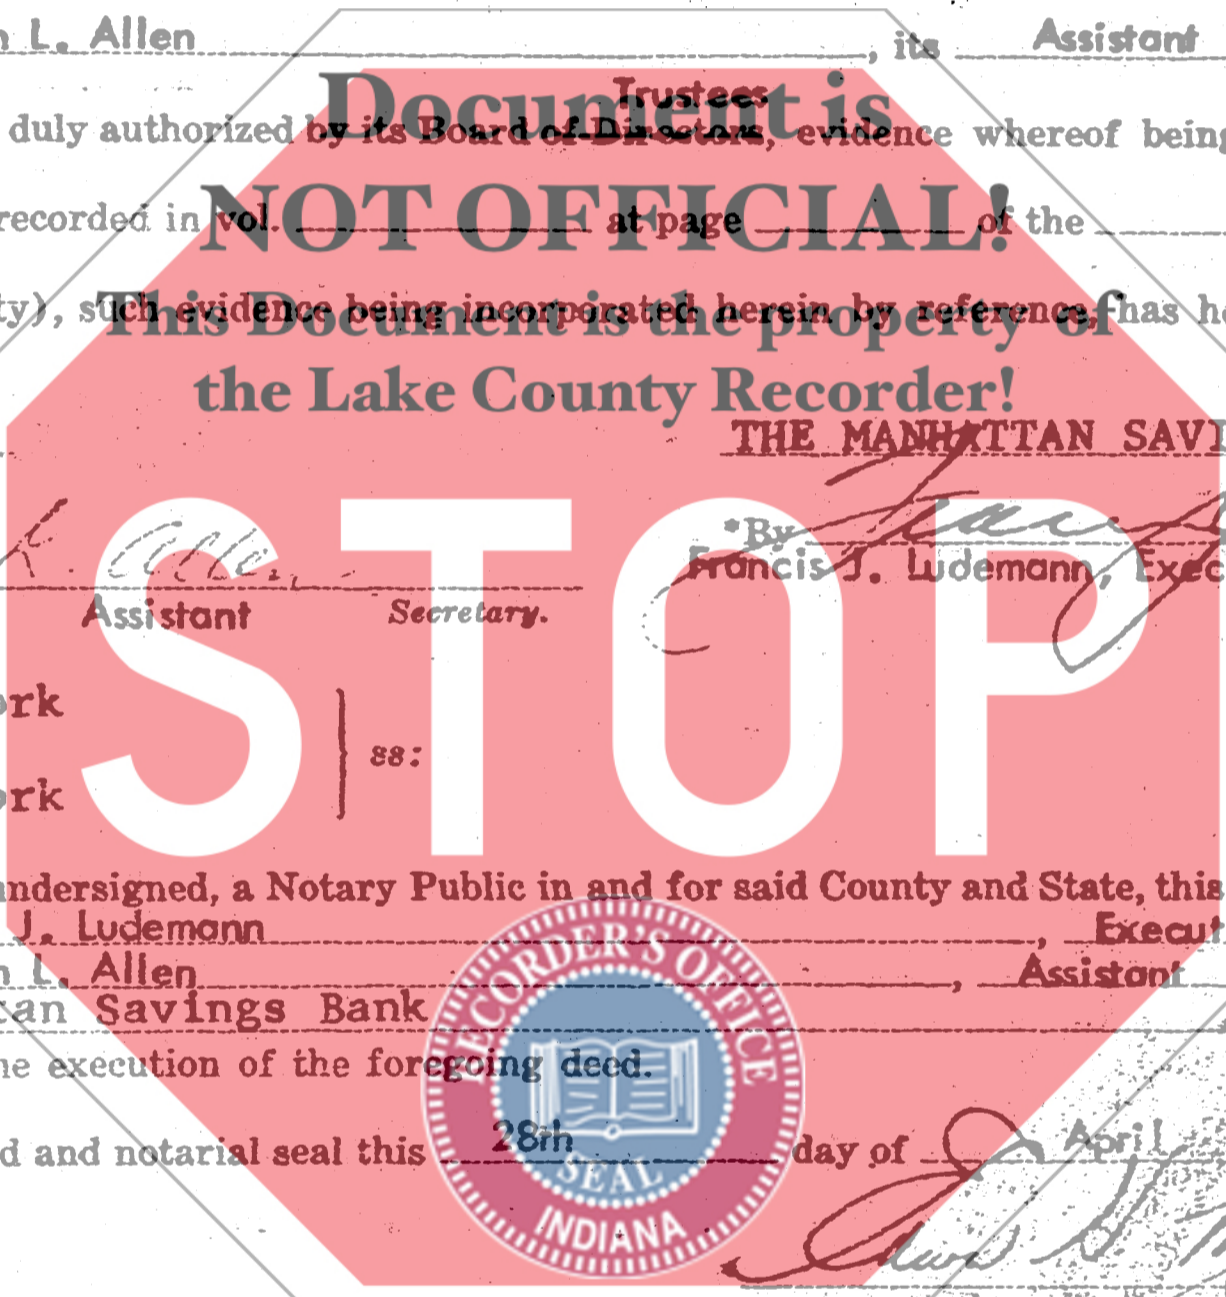 L. Allen , its Assistant
Document is
Trustees
duly authorized by its Board of Directors, evidence whereof being
NOT OFFICIAL!
recorded in vol. at page of the
ty), such evidence being incorporated herein by reference, has he
This Document is the property of
the Lake County Recorder!
THE MANHATTAN SAVI
STOP
*By
Francis J. Ludemann, Exec
Assistant Secretary.
rk
ss:
rk
ndersigned, a Notary Public in and for said County and State, this
J. Ludemann , Execut
L. Allen , Assistant
tan Savings Bank
he execution of the foregoing deed.
d and notarial seal this 28th day of April
RECORDER'S OFFICE
SEAL
INDIANA